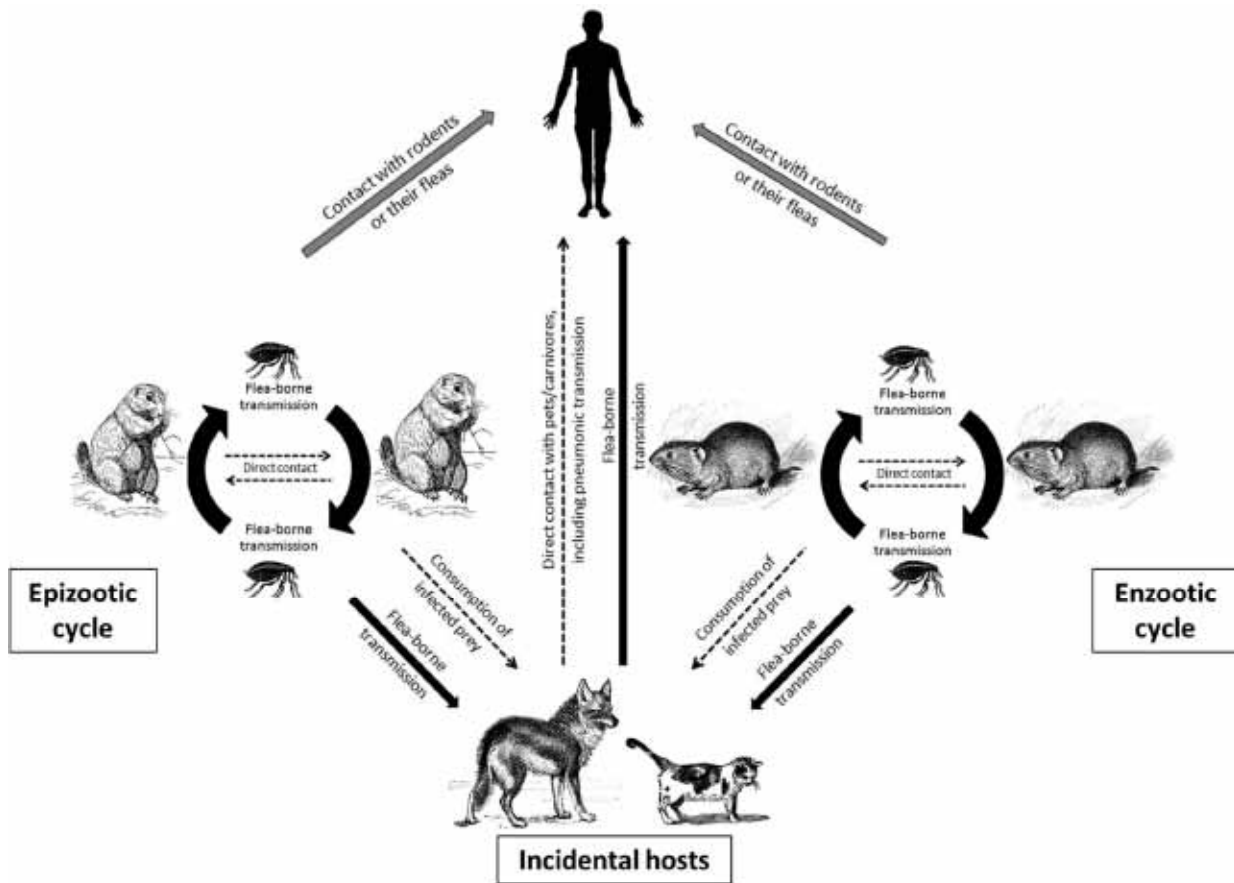 Contact with rodents
or their fleas
Contact with rodents
or their fleas
Direct contact with pets/carnivores,
including pneumonic transmission
Flea-borne
transmission
Flea-borne
transmission
Direct contact
Flea-borne
transmission
Flea-borne
transmission
Direct contact
Flea-borne
transmission
Epizootic
cycle
Consumption of
infected prey
Flea-borne
transmission
Consumption of
infected prey
Flea-borne
transmission
Enzootic
cycle
Incidental hosts